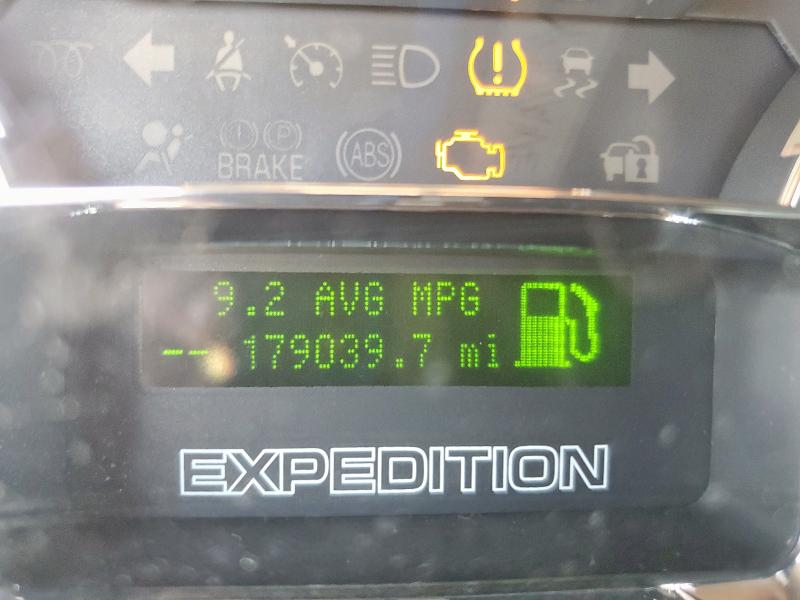 BRAKE
ABS
9.2 AVG MPG
-- 179039.7 mi
EXPEDITION